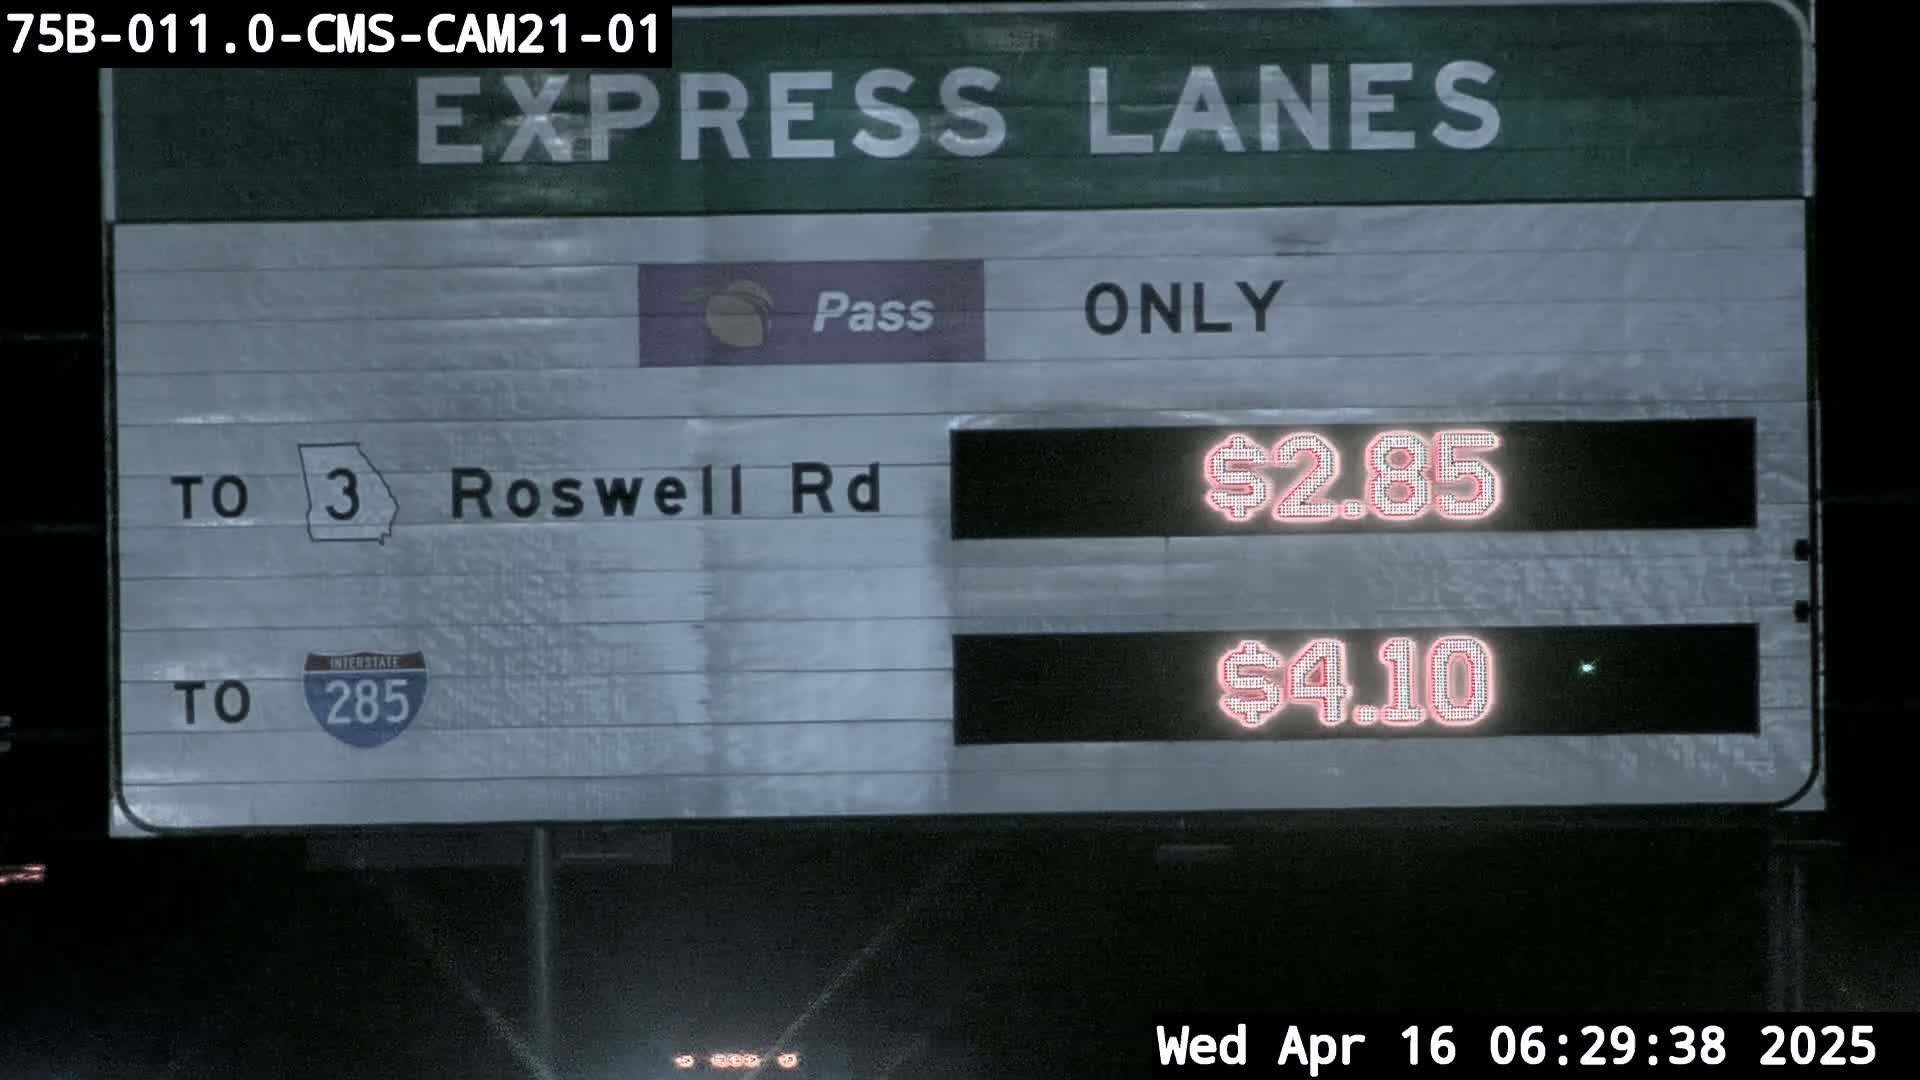 75B-011.0-CMS-CAM21-01
EXPRESS LANES
Pass ONLY
TO 3 Roswell Rd $2.85
TO INTERSTATE 285 $4.10
Wed Apr 16 06:29:38 2025